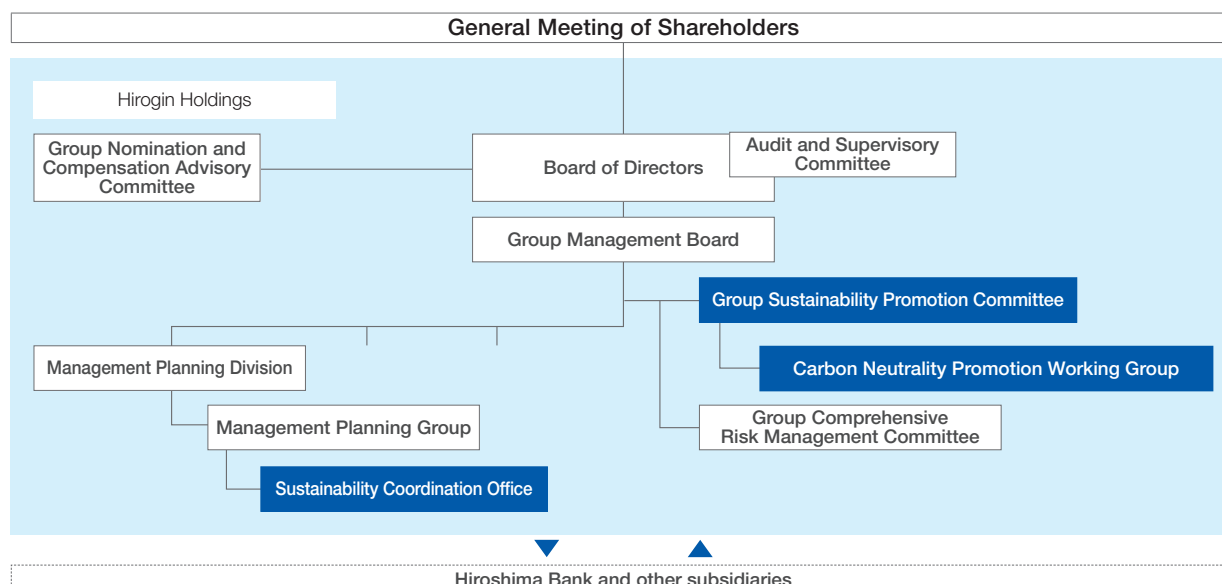 General Meeting of Shareholders
Hirogin Holdings
Group Nomination and
Compensation Advisory
Committee
Board of Directors
Audit and Supervisory
Committee
Group Management Board
Group Sustainability Promotion Committee
Management Planning Division
Carbon Neutrality Promotion Working Group
Management Planning Group
Group Comprehensive
Risk Management Committee
Sustainability Coordination Office
Hiroshima Bank and other subsidiaries